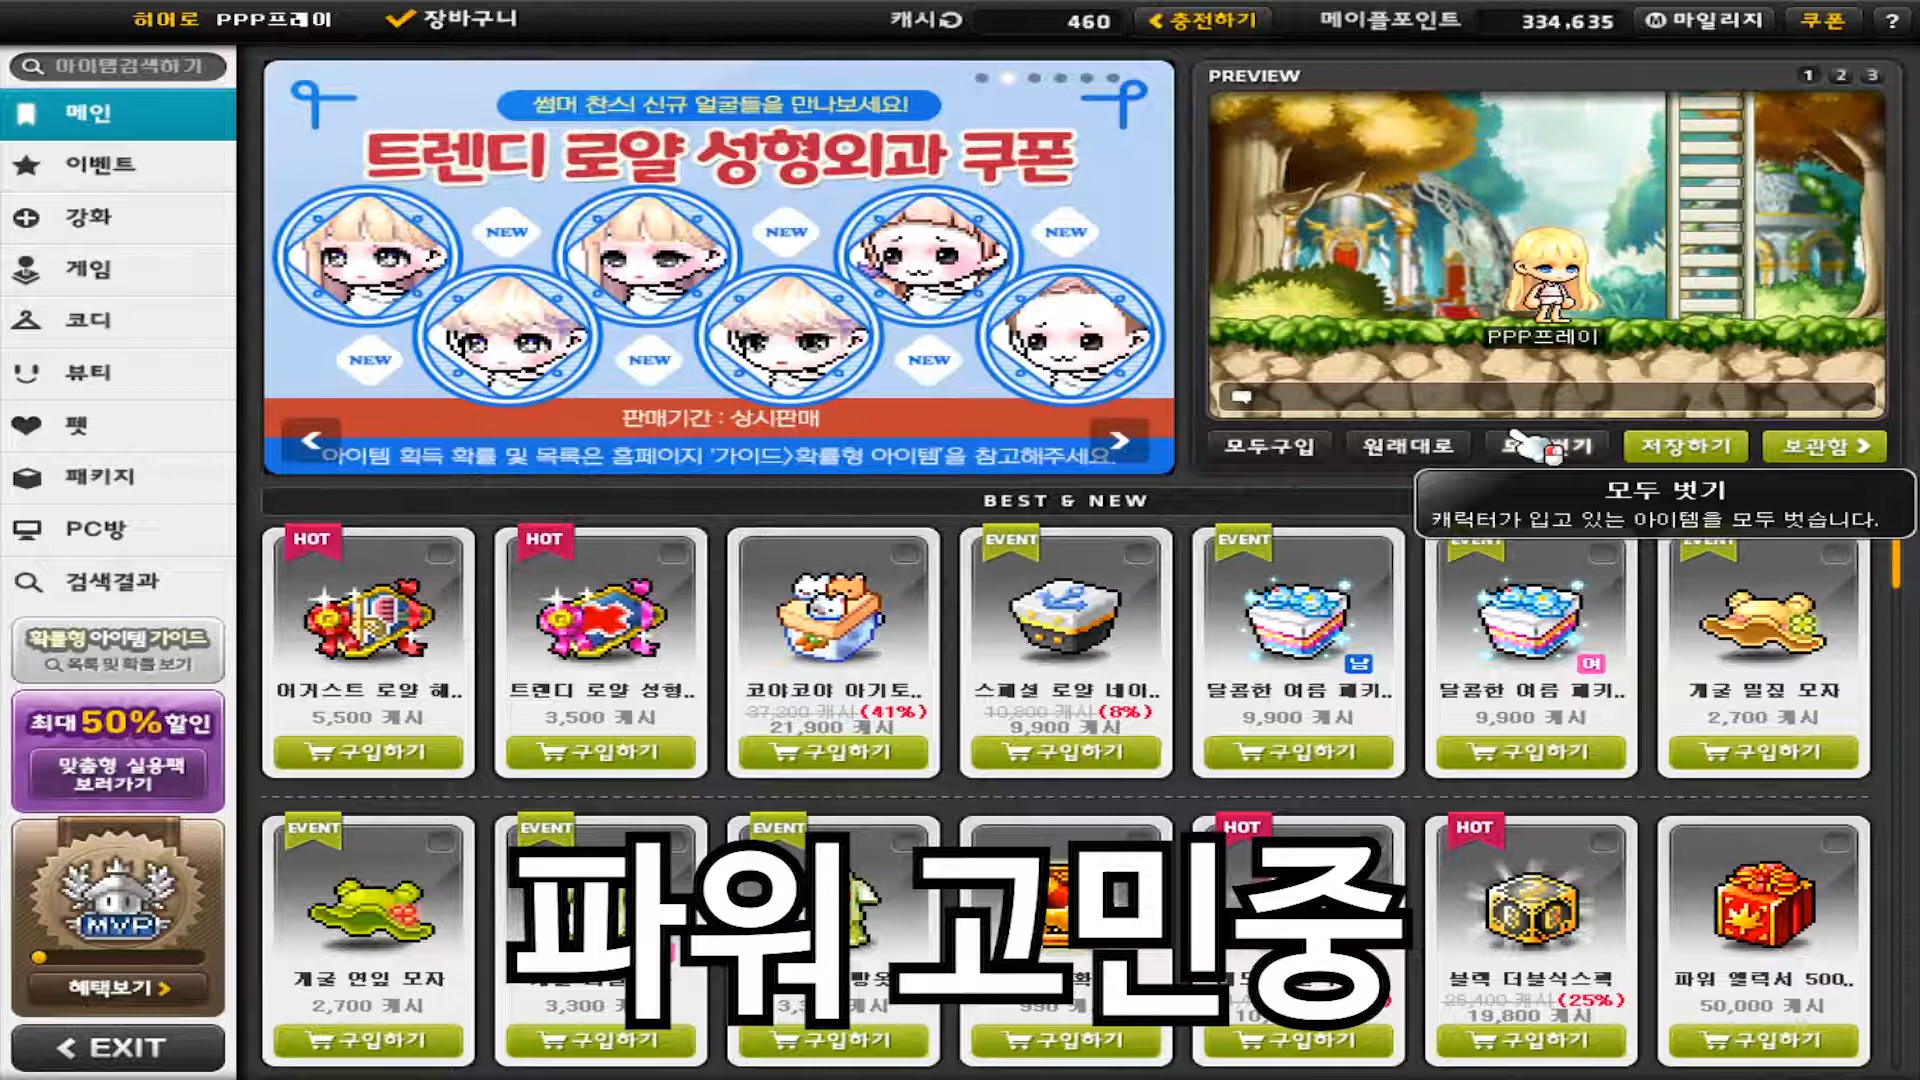 히어로 PPP프레이
장바구니
캐시
460
충전하기
메이플포인트
334,635
마일리지
쿠폰
?
아이템검색하기
메인
이벤트
강화
게임
코디
뷰티
펫
패키지
PC방
검색결과
확률형 아이템 가이드
목록 및 확률 보기
최대 50% 할인
맞춤형 실용팩
보러가기
MVP
혜택보기
EXIT
썸머 찬스! 신규 얼굴들을 만나보세요!
트렌디 로얄 성형외과 쿠폰
NEW NEW NEW
NEW NEW NEW
판매기간 : 상시판매
아이템 획득 확률 및 목록은 홈페이지 '가이드>확률형 아이템'을 참고해주세요.
PREVIEW
1 2 3
PPP프레이
모두구입
원래대로
저장하기
보관함
모두 벗기
캐릭터가 입고 있는 아이템을 모두 벗습니다.
BEST & NEW
HOT HOT EVENT EVENT EVENT EVENT
어거스트 로얄 헤..
5,500 캐시
구입하기
트렌디 로얄 성형..
3,500 캐시
구입하기
코야코야 아기토..
37,300 캐시 (41%)
21,900 캐시
구입하기
스페셜 로얄 네이..
10,800 캐시 (8%)
9,900 캐시
구입하기
남
달콤한 여름 패키..
9,900 캐시
구입하기
여
달콤한 여름 패키..
9,900 캐시
구입하기
개굴 밀짚 모자
2,700 캐시
구입하기
EVENT EVENT EVENT HOT HOT
개굴 연잎 모자
2,700 캐시
구입하기
3,300
구입하기
구입하기
구입하기
구입하기
블랙 더블식스팩
26,400 캐시 (25%)
19,800 캐시
구입하기
파워 엘릭서 500..
50,000 캐시
구입하기
파워 고민중